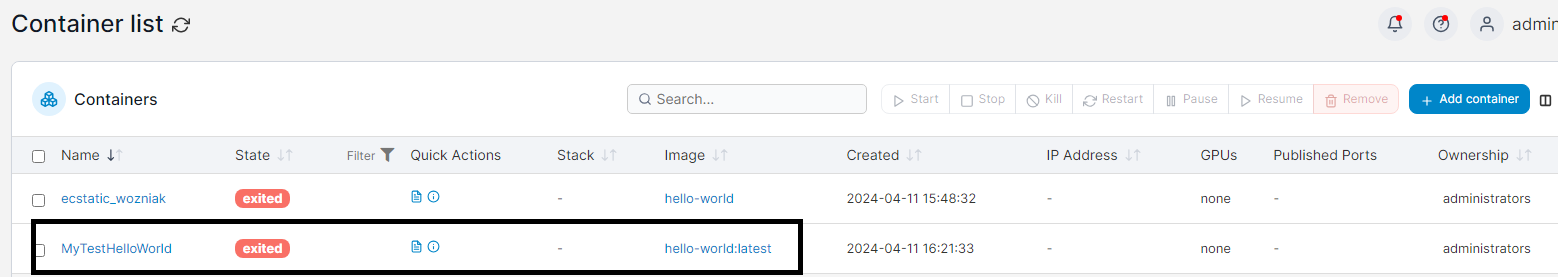 Container list
admin
Containers Search... Start Stop Kill Restart Pause Resume Remove + Add container
Name State Filter Quick Actions Stack Image Created IP Address GPUs Published Ports Ownership
ecstatic_wozniak exited - hello-world 2024-04-11 15:48:32 - none - administrators
MyTestHelloWorld exited - hello-world:latest 2024-04-11 16:21:33 - none - administrators